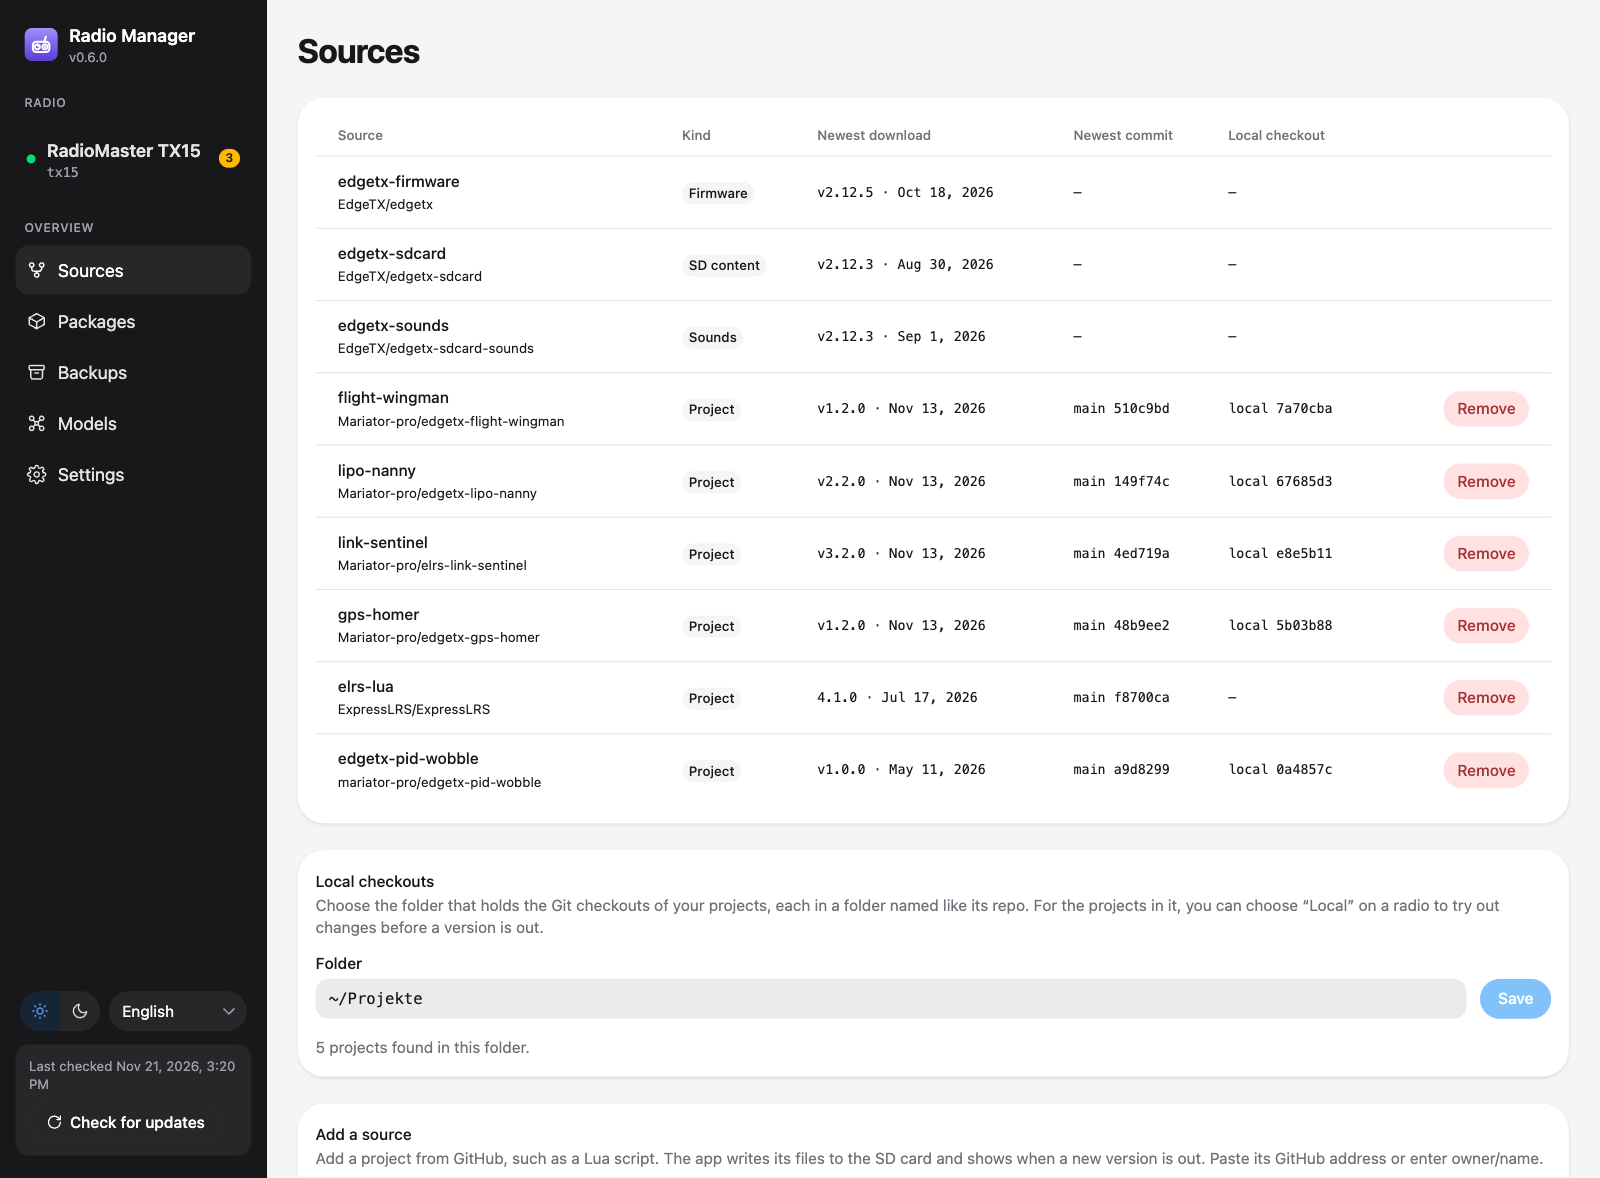 Radio Manager
v0.6.0
RADIO
RadioMaster TX15
3
tx15
OVERVIEW
Sources
Packages
Backups
Models
Settings
English
Last checked Nov 21, 2026, 3:20
PM
Check for updates
Sources
Source Kind Newest download Newest commit Local checkout
edgetx-firmware
EdgeTX/edgetx
Firmware v2.12.5 · Oct 18, 2026 – –
edgetx-sdcard
EdgeTX/edgetx-sdcard
SD content v2.12.3 · Aug 30, 2026 – –
edgetx-sounds
EdgeTX/edgetx-sdcard-sounds
Sounds v2.12.3 · Sep 1, 2026 – –
flight-wingman
Mariator-pro/edgetx-flight-wingman
Project v1.2.0 · Nov 13, 2026 main 510c9bd local 7a70cba Remove
lipo-nanny
Mariator-pro/edgetx-lipo-nanny
Project v2.2.0 · Nov 13, 2026 main 149f74c local 67685d3 Remove
link-sentinel
Mariator-pro/elrs-link-sentinel
Project v3.2.0 · Nov 13, 2026 main 4ed719a local e8e5b11 Remove
gps-homer
Mariator-pro/edgetx-gps-homer
Project v1.2.0 · Nov 13, 2026 main 48b9ee2 local 5b03b88 Remove
elrs-lua
ExpressLRS/ExpressLRS
Project 4.1.0 · Jul 17, 2026 main f8700ca – Remove
edgetx-pid-wobble
mariator-pro/edgetx-pid-wobble
Project v1.0.0 · May 11, 2026 main a9d8299 local 0a4857c Remove
Local checkouts
Choose the folder that holds the Git checkouts of your projects, each in a folder named like its repo. For the projects in it, you can choose “Local” on a radio to try out
changes before a version is out.
Folder
~/Projekte
Save
5 projects found in this folder.
Add a source
Add a project from GitHub, such as a Lua script. The app writes its files to the SD card and shows when a new version is out. Paste its GitHub address or enter owner/name.